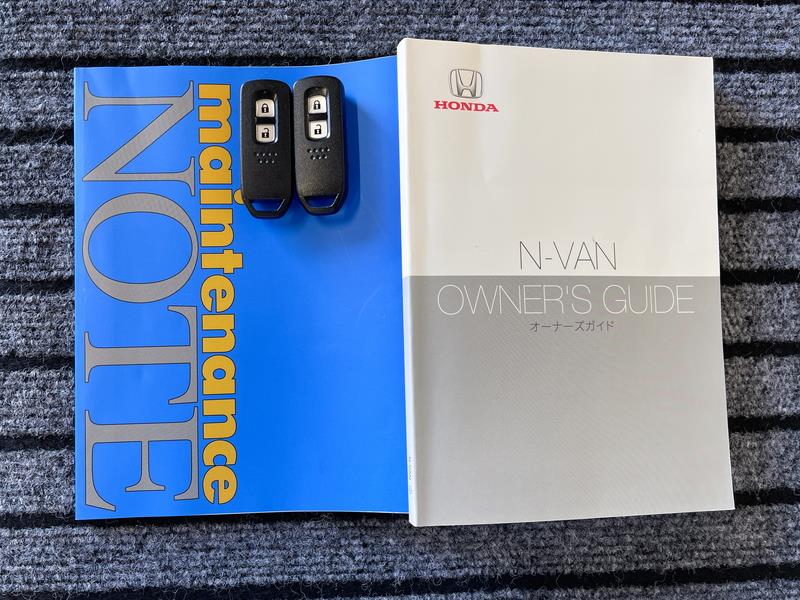 maintenance
NOTE
HONDA
N-VAN
OWNER'S GUIDE
オーナーズガイド